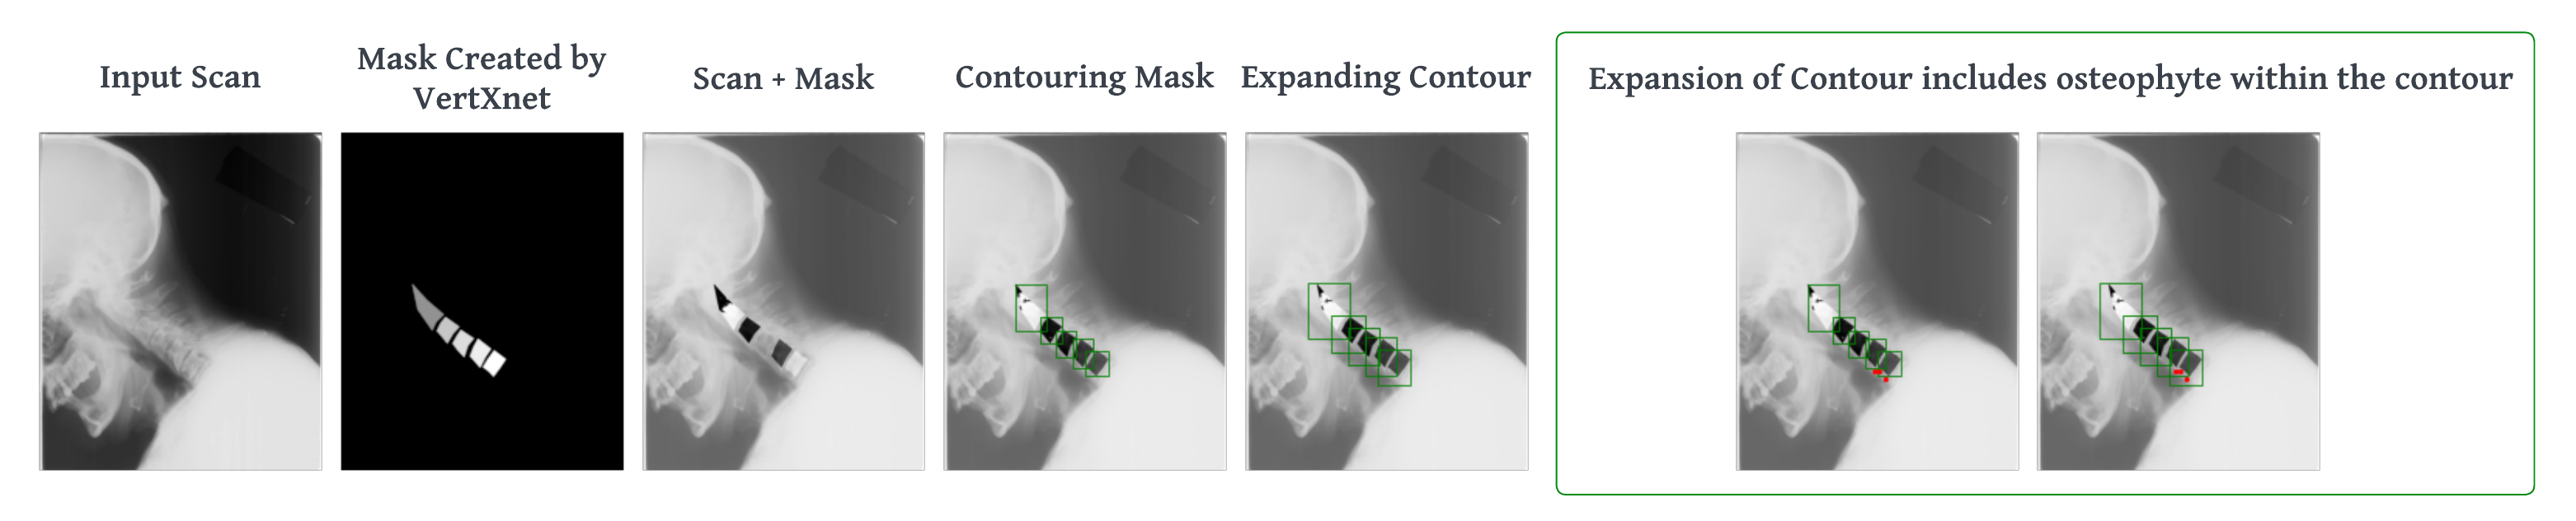 Input Scan
Mask Created by
VertXnet
Scan + Mask
Contouring Mask
Expanding Contour
Expansion of Contour includes osteophyte within the contour